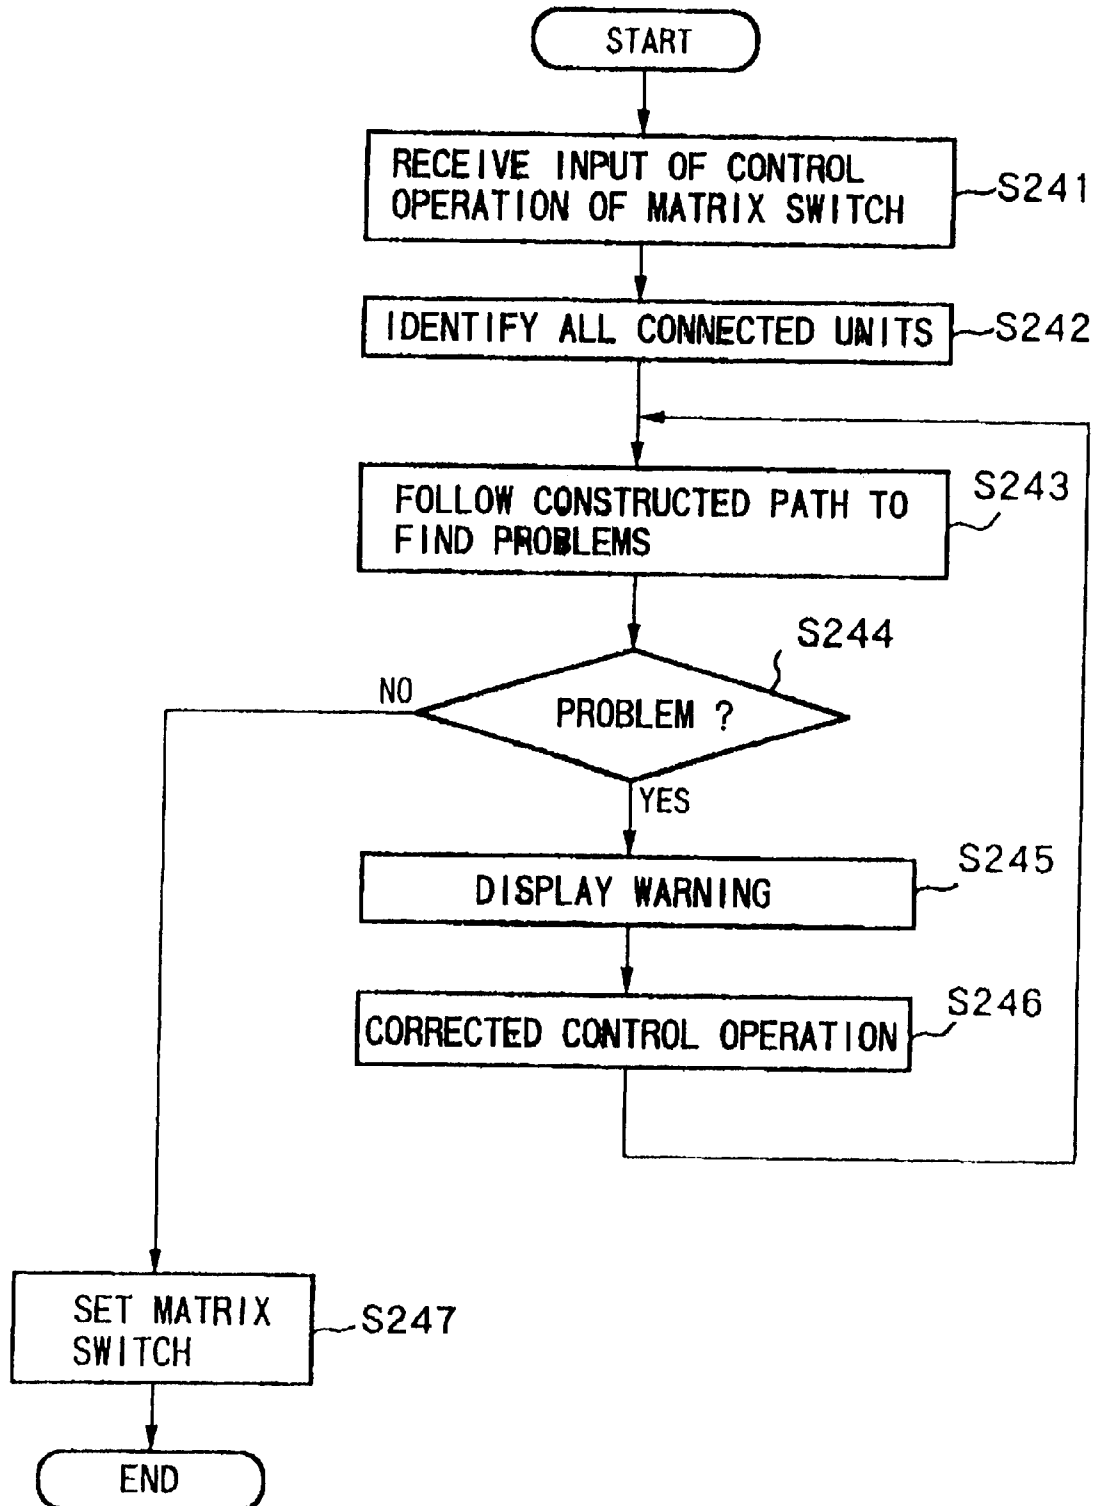 START
RECEIVE INPUT OF CONTROL
OPERATION OF MATRIX SWITCH
S241
IDENTIFY ALL CONNECTED UNITS
S242
FOLLOW CONSTRUCTED PATH TO
FIND PROBLEMS
S243
S244
NO
PROBLEM ?
YES
DISPLAY WARNING
S245
CORRECTED CONTROL OPERATION
S246
SET MATRIX
SWITCH
S247
END